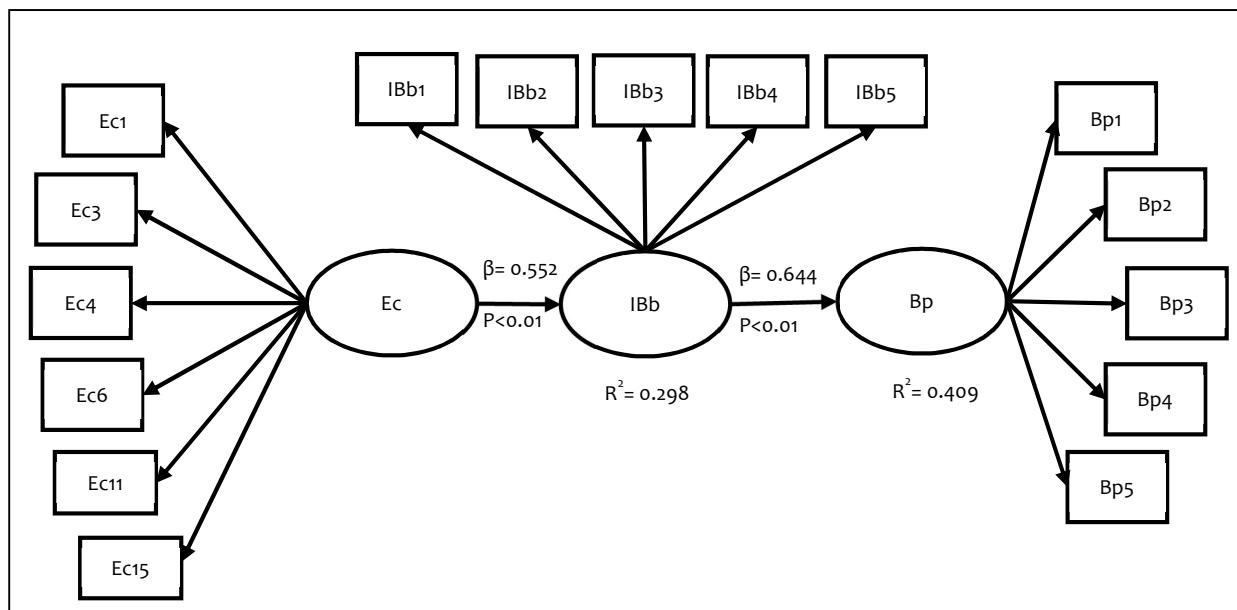 IBb1
IBb2
IBb3
IBb4
IBb5
Ec1
Ec3
Ec4
Ec6
Ec11
Ec15
Ec
β= 0.552
P<0.01
IBb
R²= 0.298
β= 0.644
P<0.01
Bp
R²= 0.409
Bp1
Bp2
Bp3
Bp4
Bp5